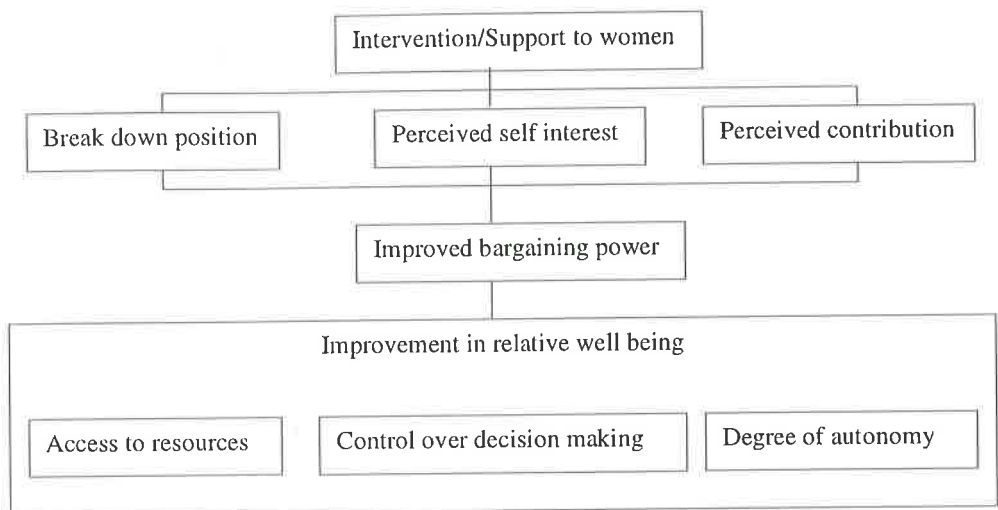 Intervention/Support to women
Break down position
Perceived self interest
Perceived contribution
Improved bargaining power
Improvement in relative well being
Access to resources
Control over decision making
Degree of autonomy